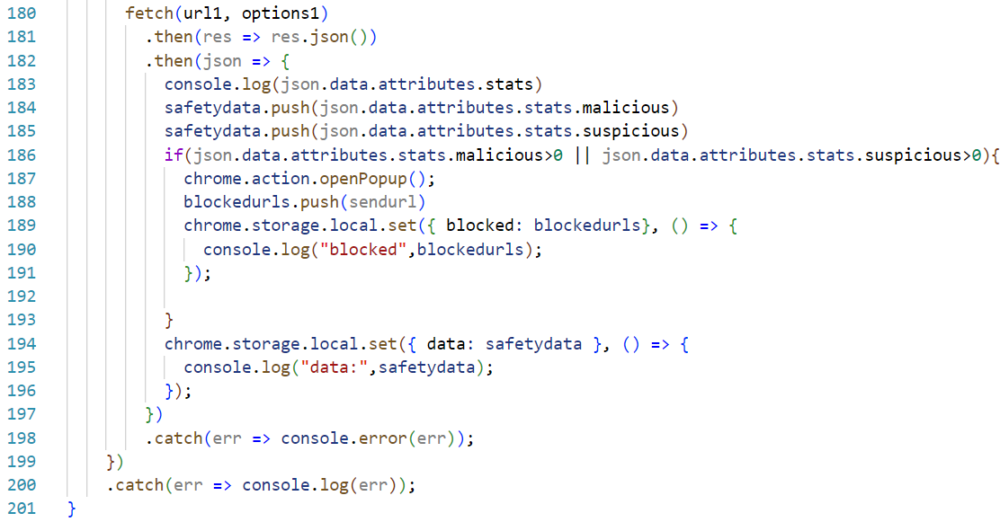 180 fetch(url1, options1)
181 .then(res => res.json())
182 .then(json => {
183 console.log(json.data.attributes.stats)
184 safetydata.push(json.data.attributes.stats.malicious)
185 safetydata.push(json.data.attributes.stats.suspicious)
186 if(json.data.attributes.stats.malicious>0 || json.data.attributes.stats.suspicious>0){
187 chrome.action.openPopup();
188 blockedurls.push(sendurl)
189 chrome.storage.local.set({ blocked: blockedurls}, () => {
190 console.log("blocked",blockedurls);
191 });
192
193 }
194 chrome.storage.local.set({ data: safetydata }, () => {
195 console.log("data:",safetydata);
196 });
197 })
198 .catch(err => console.error(err));
199 })
200 .catch(err => console.log(err));
201 }